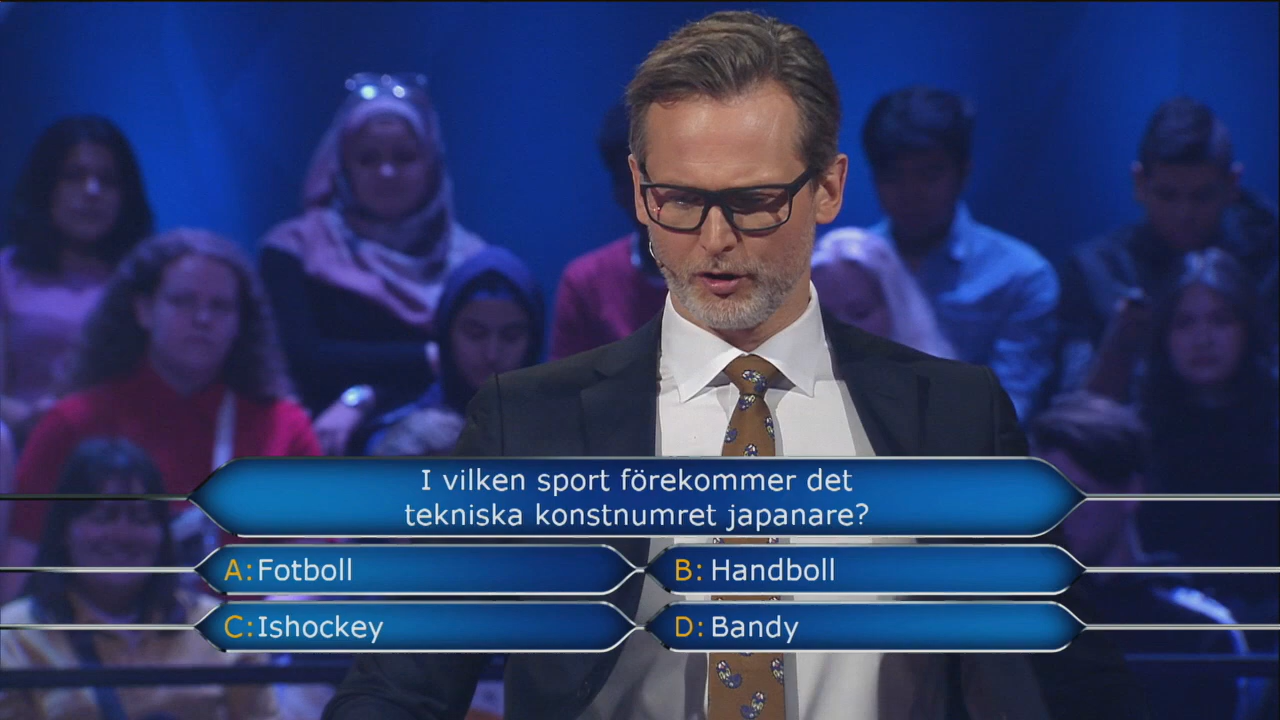 I vilken sport förekommer det
tekniska konstnumret japanare?
A: Fotboll
B: Handboll
C: Ishockey
D: Bandy